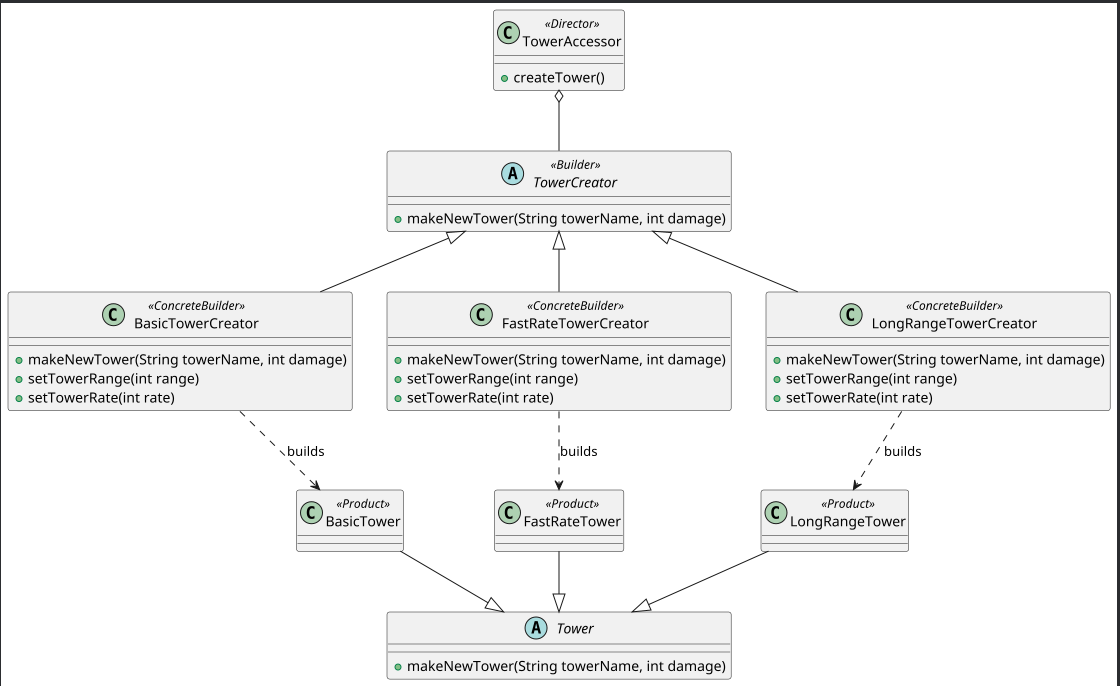 «Director»
C TowerAccessor
createTower()
«Builder»
A TowerCreator
makeNewTower(String towerName, int damage)
«ConcreteBuilder»
C BasicTowerCreator
makeNewTower(String towerName, int damage)
setTowerRange(int range)
setTowerRate(int rate)
«ConcreteBuilder»
C FastRateTowerCreator
makeNewTower(String towerName, int damage)
setTowerRange(int range)
setTowerRate(int rate)
«ConcreteBuilder»
C LongRangeTowerCreator
makeNewTower(String towerName, int damage)
setTowerRange(int range)
setTowerRate(int rate)
builds
builds
builds
«Product»
C BasicTower
«Product»
C FastRateTower
«Product»
C LongRangeTower
A Tower
makeNewTower(String towerName, int damage)